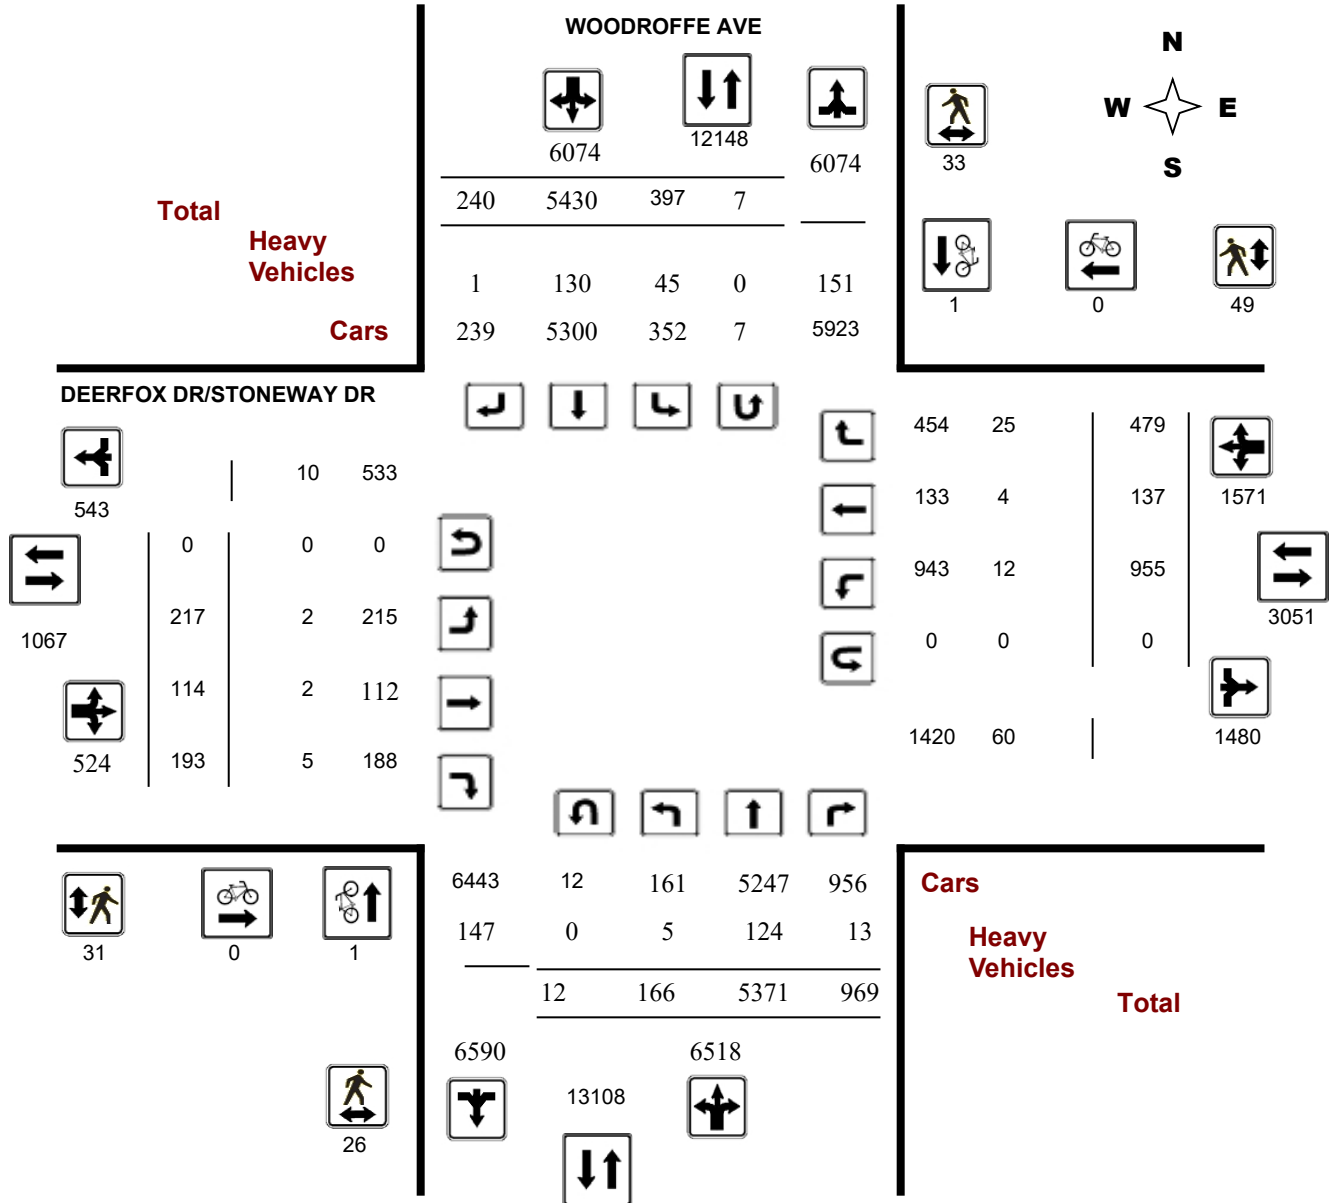 WOODROFFE AVE
N
W E
S
6074 12148 6074
33
240 5430 397 7
Total
Heavy
Vehicles
1 130 45 0 151
Cars
239 5300 352 7 5923
1 0 49
DEERFOX DR/STONEWAY DR
454 25 479
10 533
543
133 4 137 1571
0 0 0
943 12 955
217 2 215
1067
3051
0 0 0
114 2 112
1420 60 1480
524 193 5 188
6443 12 161 5247 956
Cars
147 0 5 124 13
Heavy
Vehicles
31 0 1
12 166 5371 969
Total
6590 6518
13108
26